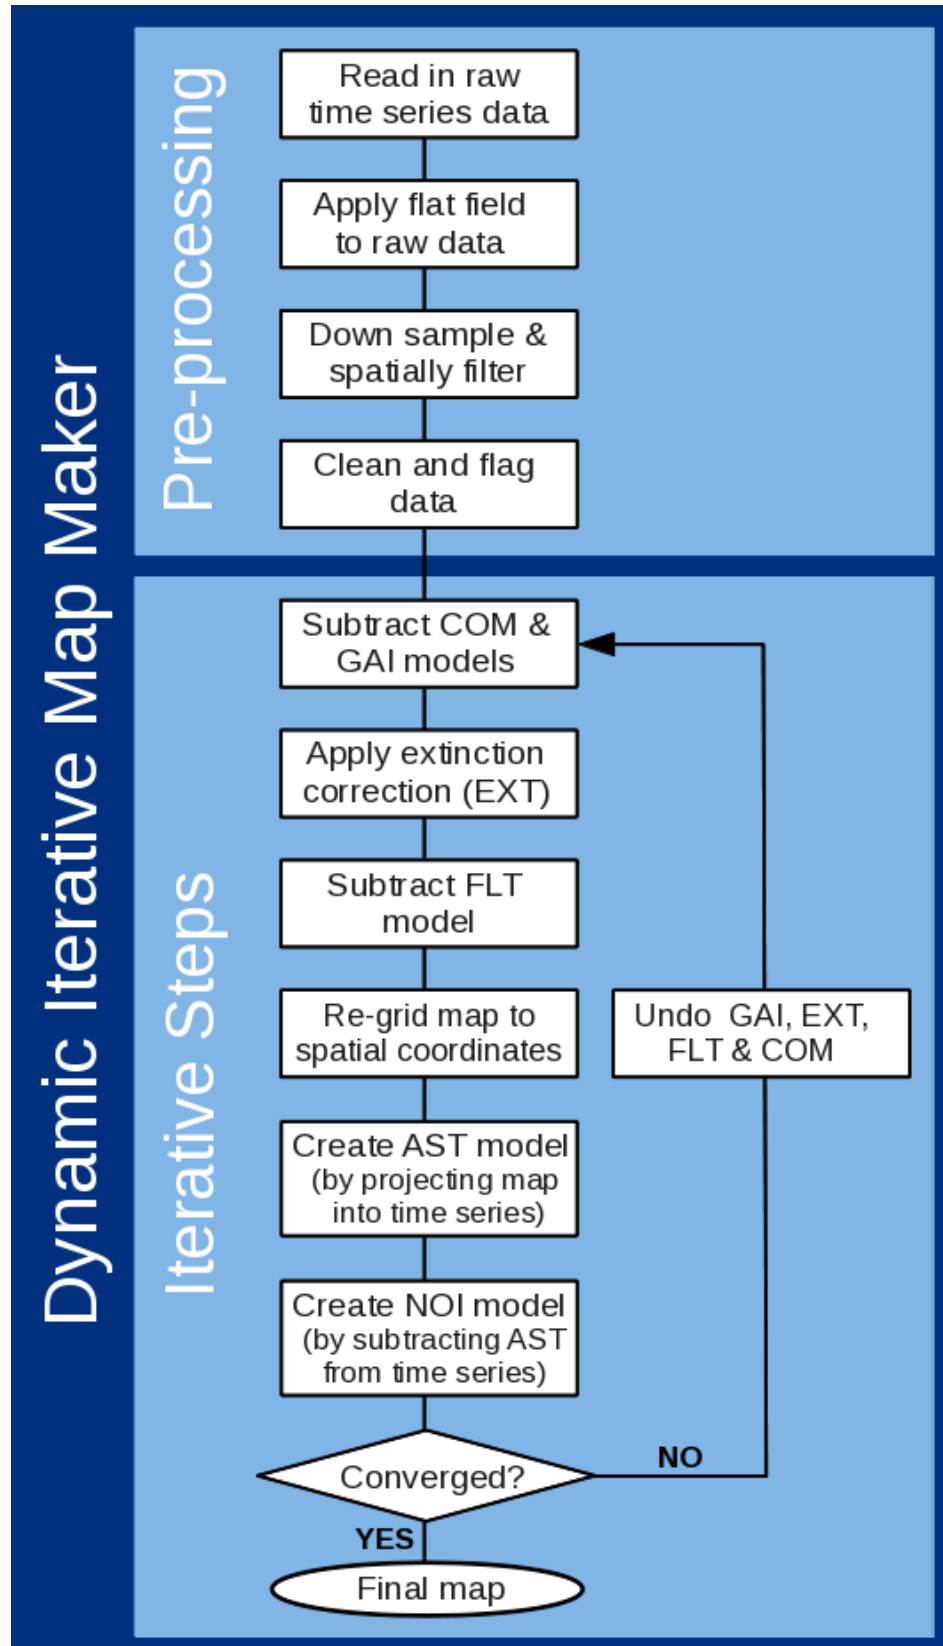 Dynamic Iterative Map Maker
Pre-processing
Read in raw
time series data
Apply flat field
to raw data
Down sample &
spatially filter
Clean and flag
data
Iterative Steps
Subtract COM &
GAI models
Apply extinction
correction (EXT)
Subtract FLT
model
Re-grid map to
spatial coordinates
Undo GAI, EXT,
FLT & COM
Create AST model
(by projecting map
into time series)
Create NOI model
(by subtracting AST
from time series)
Converged?
NO
YES
Final map